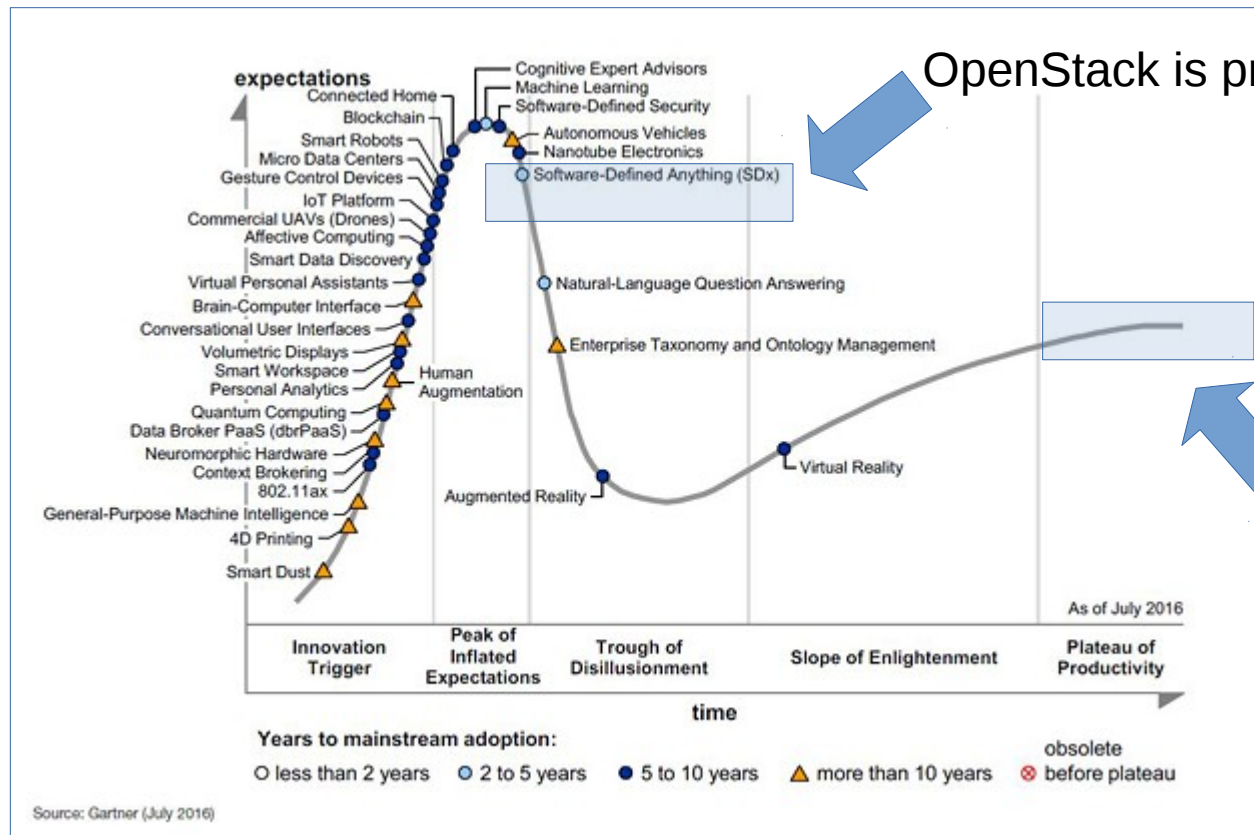 OpenStack is pr
expectations
Cognitive Expert Advisors
Connected Home
Machine Learning
Blockchain
Software-Defined Security
Smart Robots
Autonomous Vehicles
Micro Data Centers
Nanotube Electronics
Gesture Control Devices
Software-Defined Anything (SDx)
IoT Platform
Commercial UAVs (Drones)
Affective Computing
Smart Data Discovery
Virtual Personal Assistants
Natural-Language Question Answering
Brain-Computer Interface
Conversational User Interfaces
Volumetric Displays
Enterprise Taxonomy and Ontology Management
Smart Workspace
Personal Analytics
Human
Augmentation
Quantum Computing
Data Broker PaaS (dbrPaaS)
Neuromorphic Hardware
Context Brokering
Virtual Reality
802.11ax
Augmented Reality
General-Purpose Machine Intelligence
4D Printing
Smart Dust
As of July 2016
Innovation
Trigger
Peak of
Inflated
Expectations
Trough of
Disillusionment
Slope of Enlightenment
Plateau of
Productivity
time
Years to mainstream adoption:
less than 2 years
2 to 5 years
5 to 10 years
more than 10 years
obsolete
before plateau
Source: Gartner (July 2016)